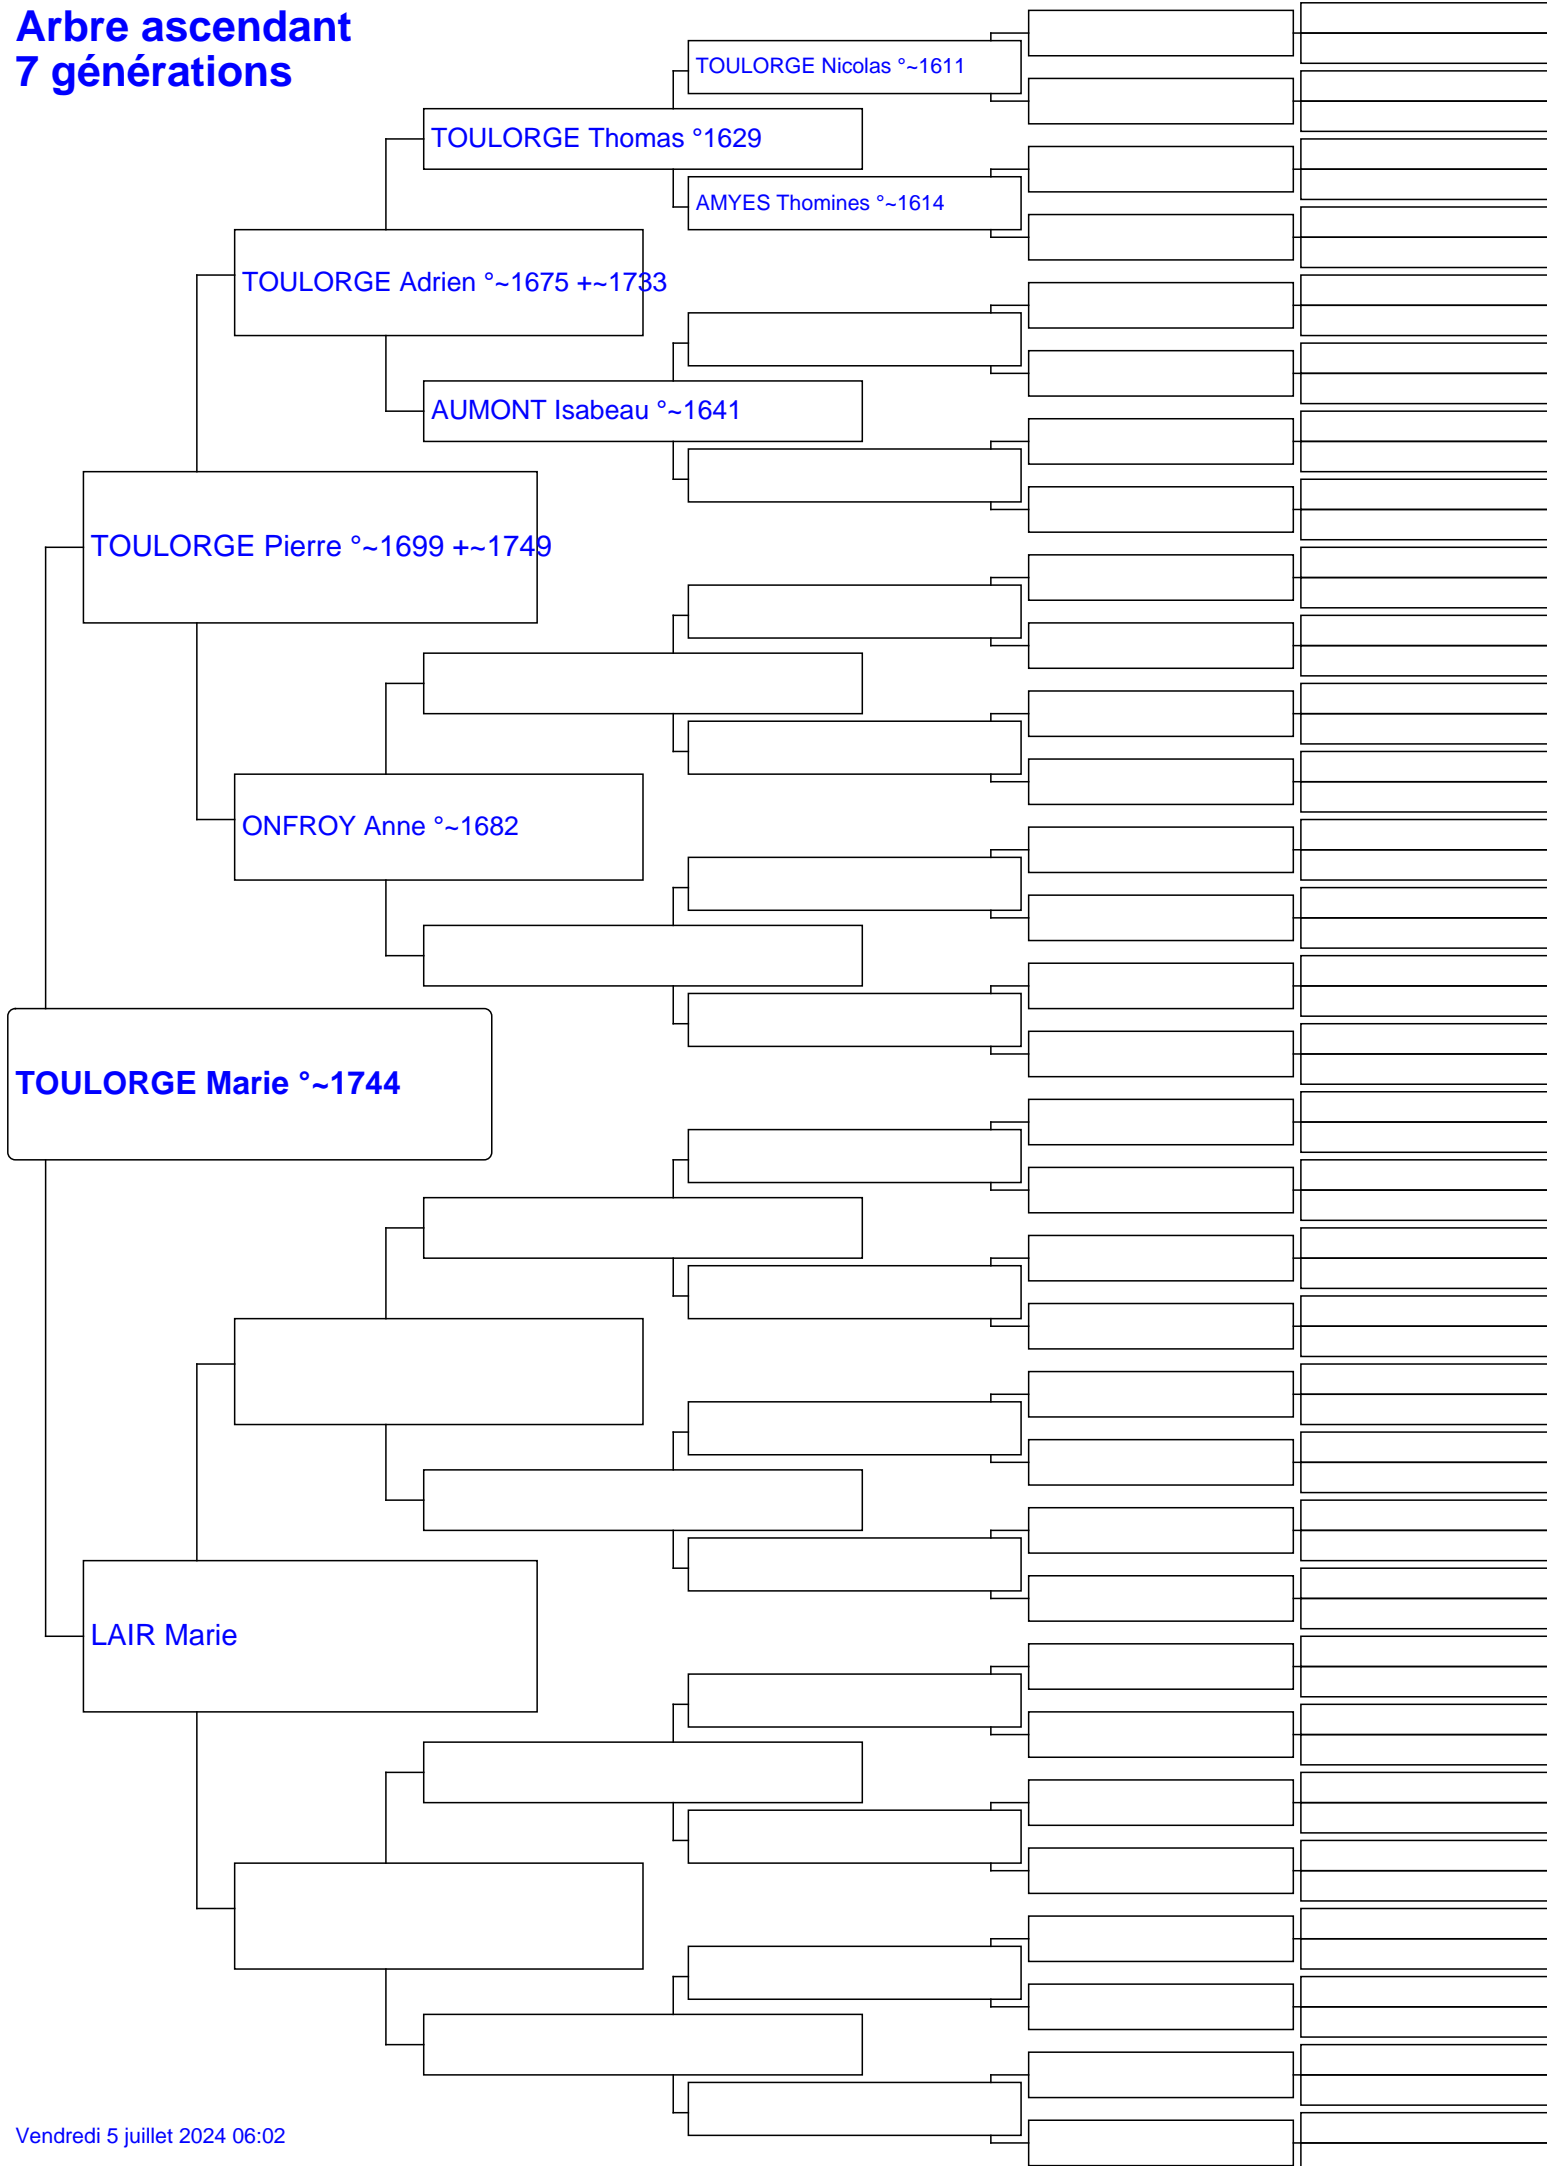 Arbre ascendant
7 générations
TOULORGE Nicolas °~1611
TOULORGE Thomas °1629
AMYES Thomines °~1614
TOULORGE Adrien °~1675 +~1733
AUMONT Isabeau °~1641
TOULORGE Pierre °~1699 +~1749
ONFROY Anne °~1682
TOULORGE Marie °~1744
LAIR Marie
Vendredi 5 juillet 2024 06:02